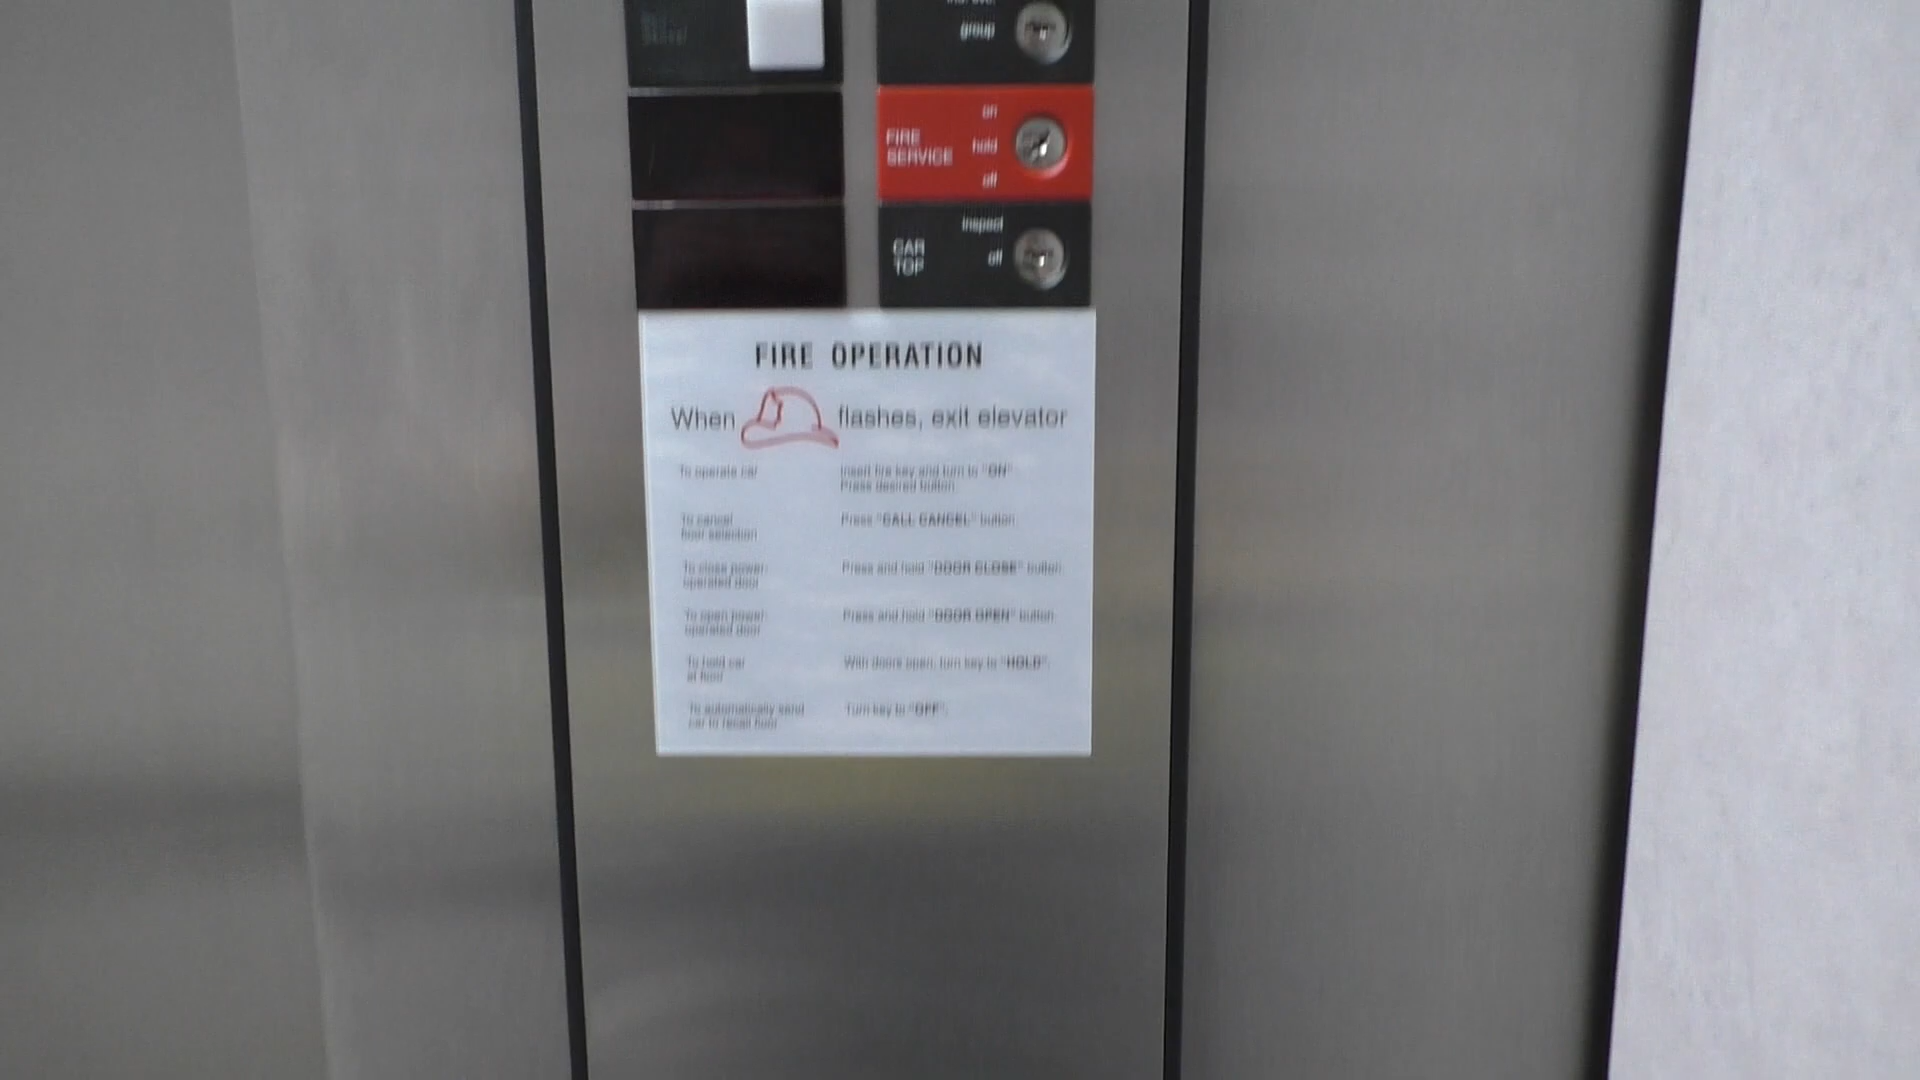 group
on
FIRE hold
SERVICE
off
inspect
CAR off
TOP
FIRE OPERATION
When flashes, exit elevator
To operate car Insert fire key and turn to "ON".
Press desired button.
To cancel Press "CALL CANCEL" button.
floor selection
To close power- Press and hold "DOOR CLOSE" button.
operated door
To open power- Press and hold "DOOR OPEN" button.
operated door
To hold car With doors open, turn key to "HOLD".
at floor
To automatically send Turn key to "OFF".
car to recall floor